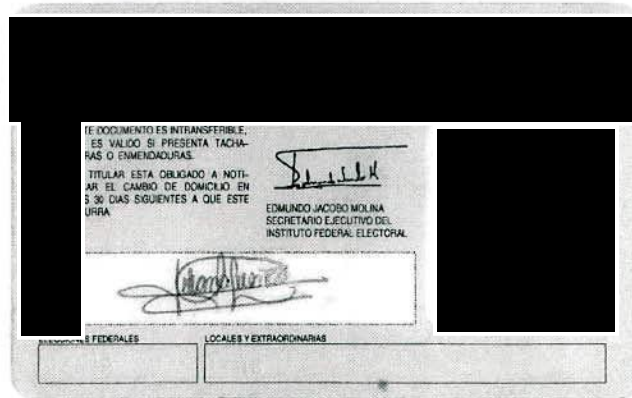 TE DOCUMENTO ES INTRANSFERIBLE,
ES VALIDO SI PRESENTA TACHA-
RAS O ENMENDADURAS.
TITULAR ESTA OBLIGADO A NOTI-
AR EL CAMBIO DE DOMICILIO EN
S 30 DIAS SIGUIENTES A QUE ESTE
URRA
EDMUNDO JACOBO MOLINA
SECRETARIO EJECUTIVO DEL
INSTITUTO FEDERAL ELECTORAL
FEDERALES
LOCALES Y EXTRAORDINARIAS